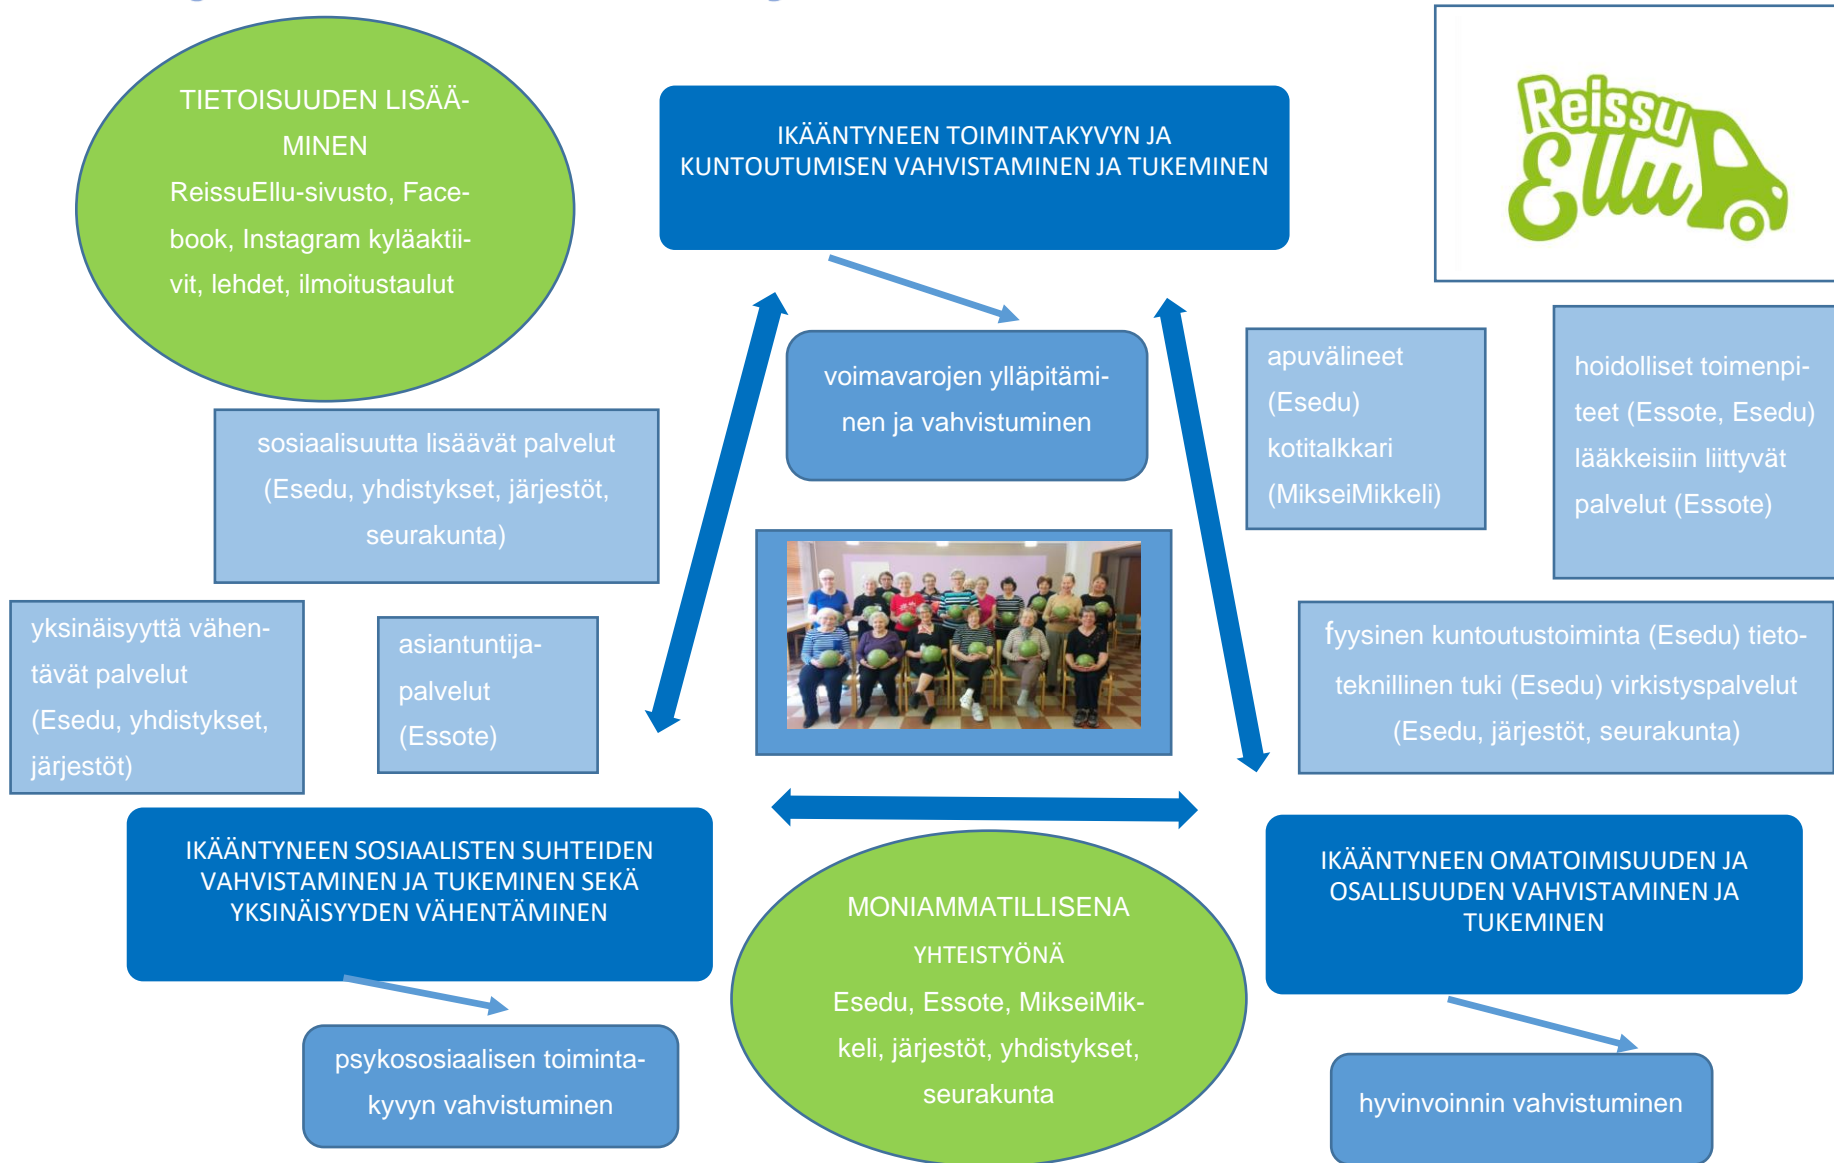 TIETOISUUDEN LISÄÄ-
MINEN
ReissuEllu-sivusto, Face-
book, Instagram kyläaktii-
vit, lehdet, ilmoitustaulut
IKÄÄNTYNEEN TOIMINTAKYVYN JA
KUNTOUTUMISEN VAHVISTAMINEN JA TUKEMINEN
Reissu
Ellu
voimavarojen ylläpitämi-
nen ja vahvistuminen
apuvälineet
(Esedu)
kotitalkkari
(MikseiMikkeli)
hoidolliset toimenpi-
teet (Essote, Esedu)
lääkkeisiin liittyvät
palvelut (Essote)
sosiaalisuutta lisäävät palvelut
(Esedu, yhdistykset, järjestöt,
seurakunta)
yksinäisyyttä vähen-
tävät palvelut
(Esedu, yhdistykset,
järjestöt)
asiantuntija-
palvelut
(Essote)
fyysinen kuntoutustoiminta (Esedu) tieto-
teknillinen tuki (Esedu) virkistyspalvelut
(Esedu, järjestöt, seurakunta)
IKÄÄNTYNEEN SOSIAALISTEN SUHTEIDEN
VAHVISTAMINEN JA TUKEMINEN SEKÄ
YKSINÄISYYDEN VÄHENTÄMINEN
MONIAMMATILLISENA
YHTEISTYÖNÄ
Esedu, Essote, MikseiMik-
keli, järjestöt, yhdistykset,
seurakunta
IKÄÄNTYNEEN OMATOIMISUUDEN JA
OSALLISUUDEN VAHVISTAMINEN JA
TUKEMINEN
psykososiaalisen toiminta-
kyvyn vahvistuminen
hyvinvoinnin vahvistuminen